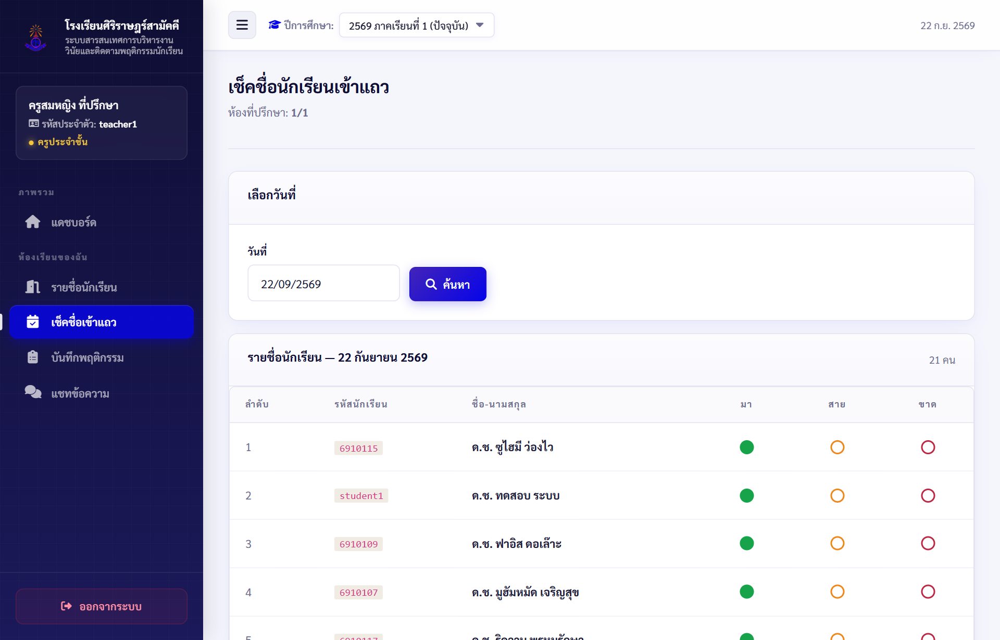 โรงเรียนศิริราษฎร์สามัคคี
ระบบสารสนเทศการบริหารงาน
วินัยและติดตามพฤติกรรมนักเรียน
ครูสมหญิง ที่ปรึกษา
รหัสประจำตัว: teacher1
ครูประจำชั้น
ภาพรวม
แดชบอร์ด
ห้องเรียนของฉัน
รายชื่อนักเรียน
เช็คชื่อเข้าแถว
บันทึกพฤติกรรม
แชทข้อความ
ออกจากระบบ
ปีการศึกษา: 2569 ภาคเรียนที่ 1 (ปัจจุบัน)
22 ก.ย. 2569
เช็คชื่อนักเรียนเข้าแถว
ห้องที่ปรึกษา: 1/1
เลือกวันที่
วันที่
22/09/2569 ค้นหา
รายชื่อนักเรียน — 22 กันยายน 2569
21 คน
ลำดับ รหัสนักเรียน ชื่อ-นามสกุล มา สาย ขาด
1 6910115 ด.ช. ซูไฮมี ว่องไว
2 student1 ด.ช. ทดสอบ ระบบ
3 6910109 ด.ช. ฟาอิส ดอเล๊าะ
4 6910107 ด.ช. มูฮัมหมัด เจริญสุข
5 6910117 ด.ช.